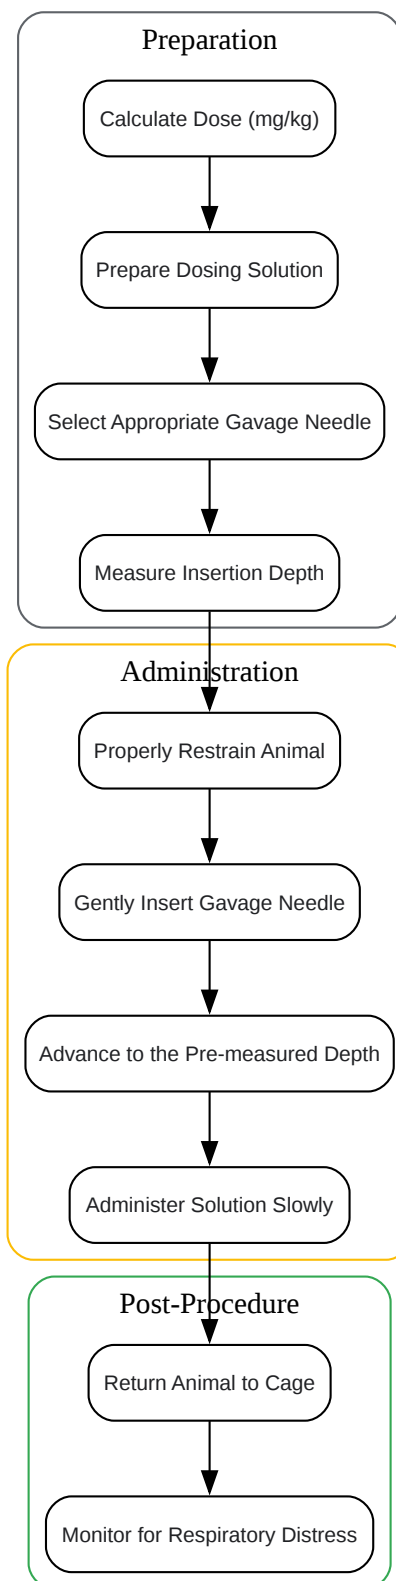 Preparation
Calculate Dose (mg/kg)
Prepare Dosing Solution
Select Appropriate Gavage Needle
Measure Insertion Depth
Administration
Properly Restrain Animal
Gently Insert Gavage Needle
Advance to the Pre-measured Depth
Administer Solution Slowly
Post-Procedure
Return Animal to Cage
Monitor for Respiratory Distress